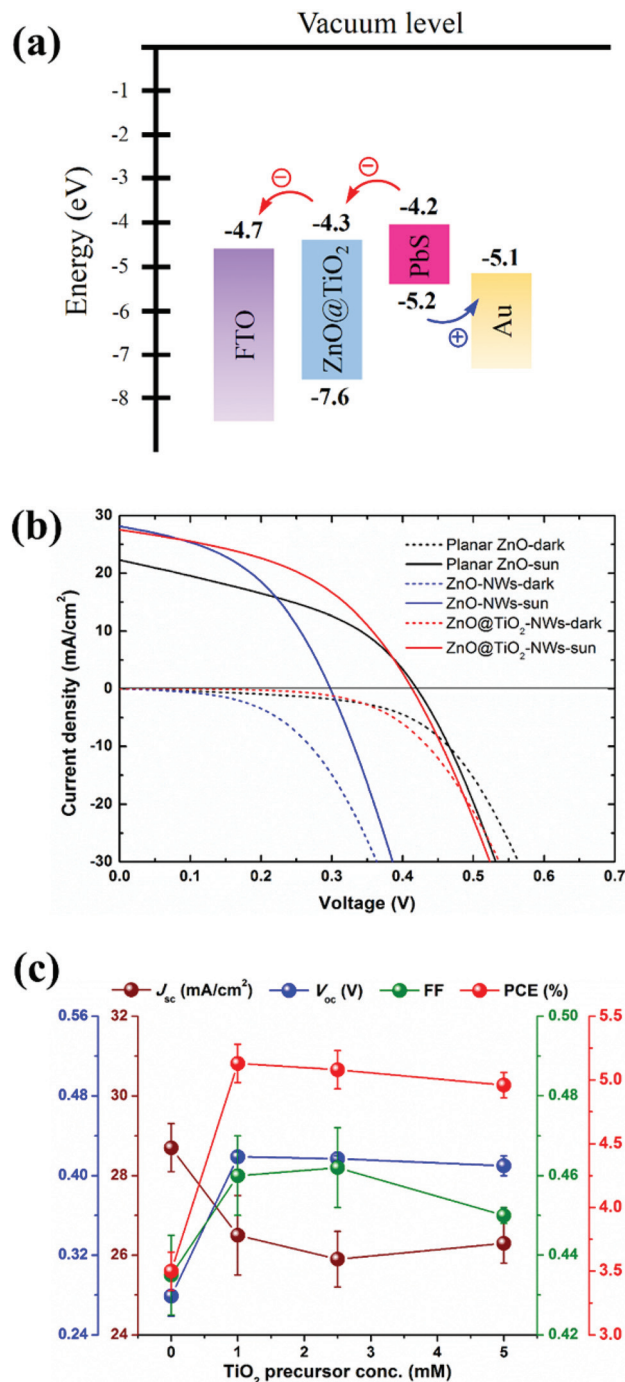 (a)
Vacuum level
Energy (eV)
-1
-2
-3
-4
-5
-6
-7
-8
-4.7
-4.3
-4.2
-5.1
-5.2
-7.6
FTO
ZnO@TiO2
PbS
Au
(b)
Current density (mA/cm²)
30
20
10
0
-10
-20
-30
Planar ZnO-dark
Planar ZnO-sun
ZnO-NWs-dark
ZnO-NWs-sun
ZnO@TiO2-NWs-dark
ZnO@TiO2-NWs-sun
0.0 0.1 0.2 0.3 0.4 0.5 0.6 0.7
Voltage (V)
(c)
Jsc (mA/cm²) Voc (V) FF PCE (%)
0.56
0.48
0.40
0.32
0.24
32
30
28
26
24
0.50
0.48
0.46
0.44
0.42
5.5
5.0
4.5
4.0
3.5
3.0
0 1 2 3 4 5
TiO2 precursor conc. (mM)